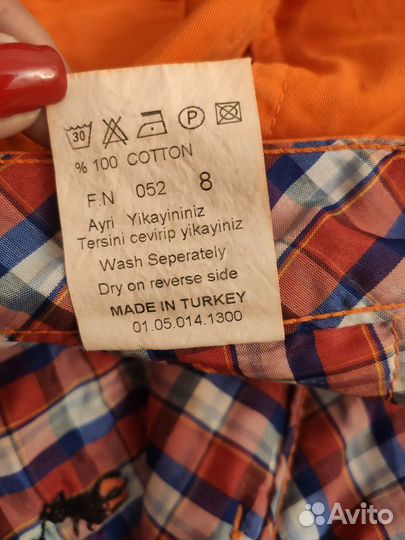 30 P
% 100 COTTON
F.N 052 8
Ayri Yikayininiz
Tersini cevirip yikayiniz
Wash Seperately
Dry on reverse side
MADE IN TURKEY
01.05.014.1300
Avito